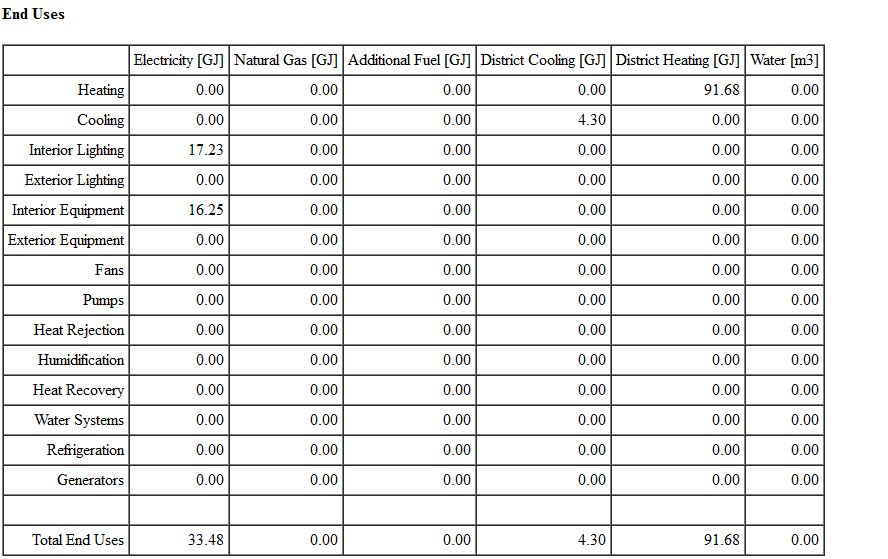 End Uses
Electricity [GJ] Natural Gas [GJ] Additional Fuel [GJ] District Cooling [GJ] District Heating [GJ] Water [m3]
Heating 0.00 0.00 0.00 0.00 91.68 0.00
Cooling 0.00 0.00 0.00 4.30 0.00 0.00
Interior Lighting 17.23 0.00 0.00 0.00 0.00 0.00
Exterior Lighting 0.00 0.00 0.00 0.00 0.00 0.00
Interior Equipment 16.25 0.00 0.00 0.00 0.00 0.00
Exterior Equipment 0.00 0.00 0.00 0.00 0.00 0.00
Fans 0.00 0.00 0.00 0.00 0.00 0.00
Pumps 0.00 0.00 0.00 0.00 0.00 0.00
Heat Rejection 0.00 0.00 0.00 0.00 0.00 0.00
Humidification 0.00 0.00 0.00 0.00 0.00 0.00
Heat Recovery 0.00 0.00 0.00 0.00 0.00 0.00
Water Systems 0.00 0.00 0.00 0.00 0.00 0.00
Refrigeration 0.00 0.00 0.00 0.00 0.00 0.00
Generators 0.00 0.00 0.00 0.00 0.00 0.00
Total End Uses 33.48 0.00 0.00 4.30 91.68 0.00